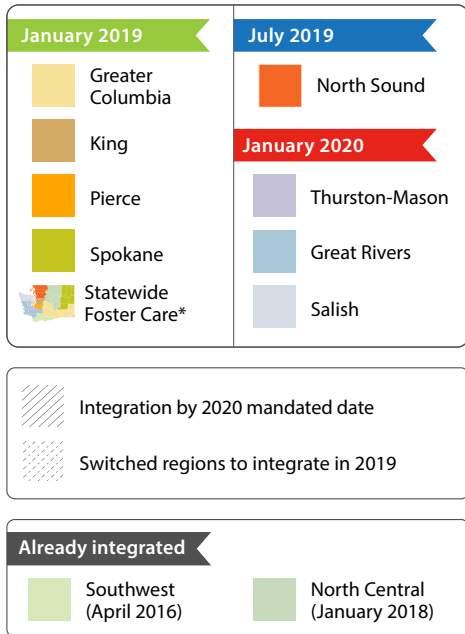 January 2019
Greater
Columbia
King
Pierce
Spokane
Statewide
Foster Care*
July 2019
North Sound
January 2020
Thurston-Mason
Great Rivers
Salish
Integration by 2020 mandated date
Switched regions to integrate in 2019
Already integrated
Southwest
(April 2016)
North Central
(January 2018)